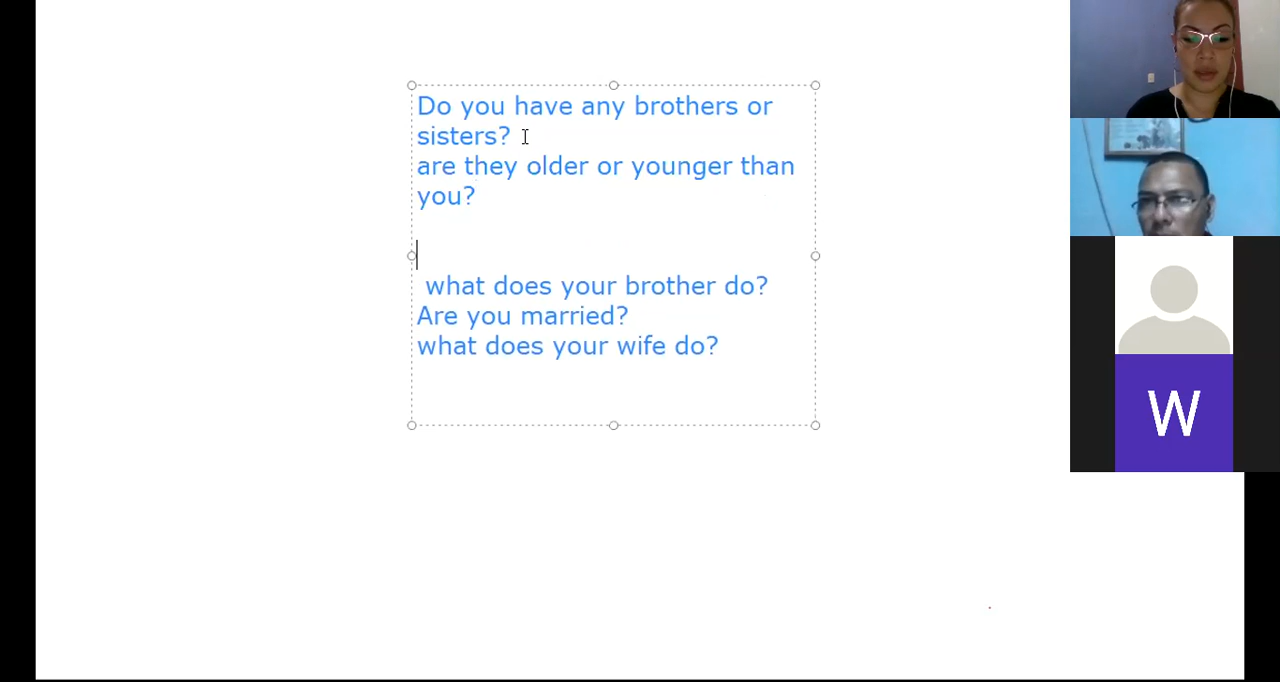 Do you have any brothers or
sisters?
are they older or younger than
you?
what does your brother do?
Are you married?
what does your wife do?
W